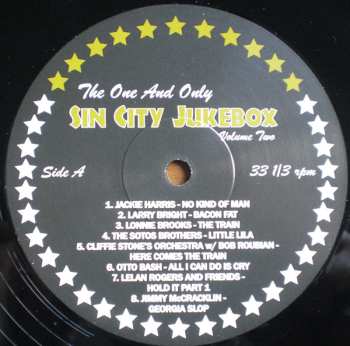 The One And Only
Sin City Jukebox
Volume Two
Side A 33 1/3 rpm
1. JACKIE HARRIS - NO KIND OF MAN
2. LARRY BRIGHT - BACON FAT
3. LONNIE BROOKS - THE TRAIN
4. THE SOTOS BROTHERS - LITTLE LILA
5. CLIFFIE STONE'S ORCHESTRA w/ BOB ROUBIAN -
HERE COMES THE TRAIN
6. OTTO BASH - ALL I CAN DO IS CRY
7. LELAN ROGERS AND FRIENDS -
HOLD IT PART 1
8. JIMMY McCRACKLIN -
GEORGIA SLOP